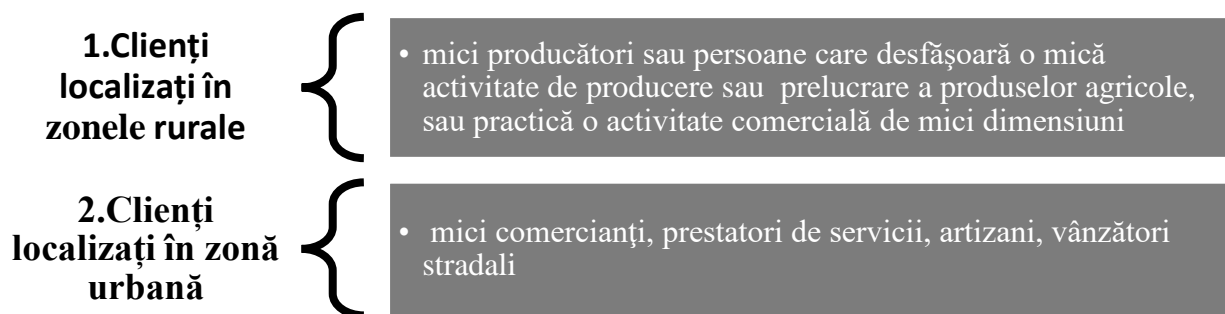 1.Clienți
localizați în
zonele rurale
• mici producători sau persoane care desfăşoară o mică
activitate de producere sau  prelucrare a produselor agricole,
sau practică o activitate comercială de mici dimensiuni
2.Clienți
localizați în zonă
urbană
• mici comercianţi, prestatori de servicii, artizani, vânzători
stradali